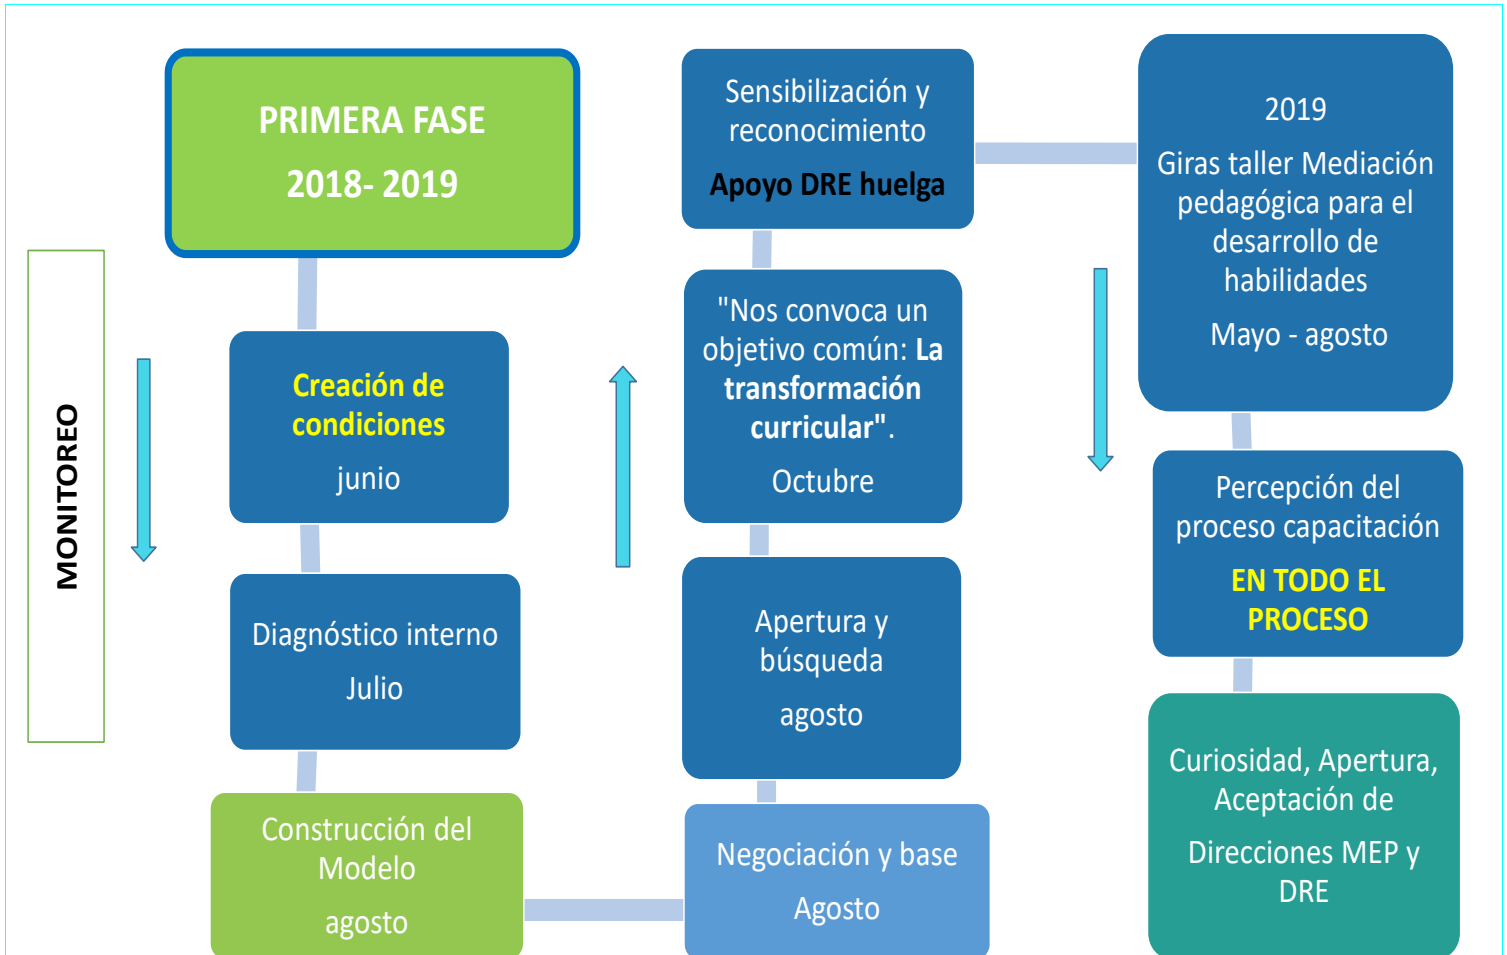 PRIMERA FASE
2018- 2019
MONITOREO
Creación de
condiciones
junio
Diagnóstico interno
Julio
Construcción del
Modelo
agosto
Negociación y base
Agosto
Apertura y
búsqueda
agosto
"Nos convoca un
objetivo común: La
transformación
curricular".
Octubre
Sensibilización y
reconocimiento
Apoyo DRE huelga
2019
Giras taller Mediación
pedagógica para el
desarrollo de
habilidades
Mayo - agosto
Percepción del
proceso capacitación
EN TODO EL
PROCESO
Curiosidad, Apertura,
Aceptación de
Direcciones MEP y
DRE